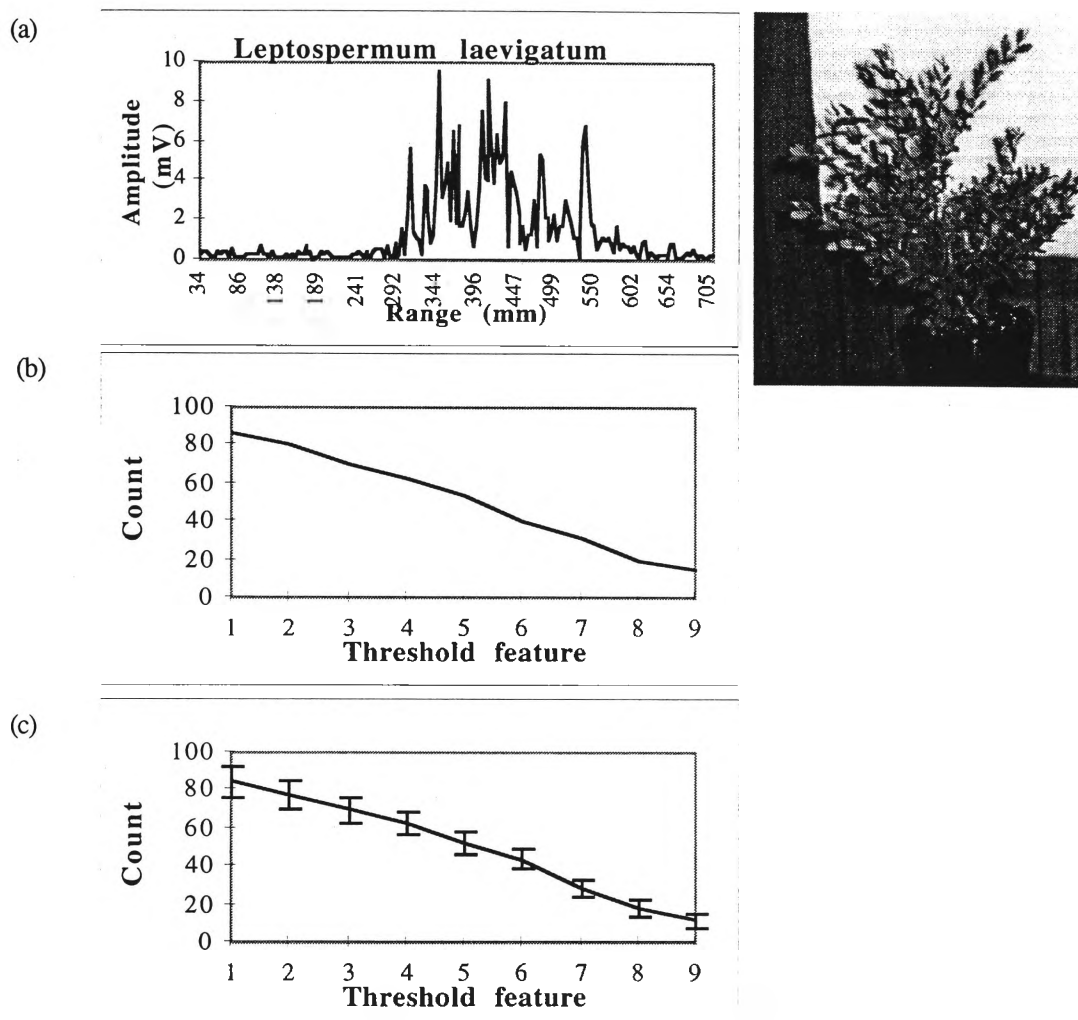 (a)
Leptospermum laevigatum
Amplitude
(mV)
10
8
6
4
2
0
34 86 138 189 241 292 344 396 447 499 550 602 654 705
Range (mm)
(b)
Count
100
80
60
40
20
0
1 2 3 4 5 6 7 8 9
Threshold feature
(c)
Count
100
80
60
40
20
0
1 2 3 4 5 6 7 8 9
Threshold feature